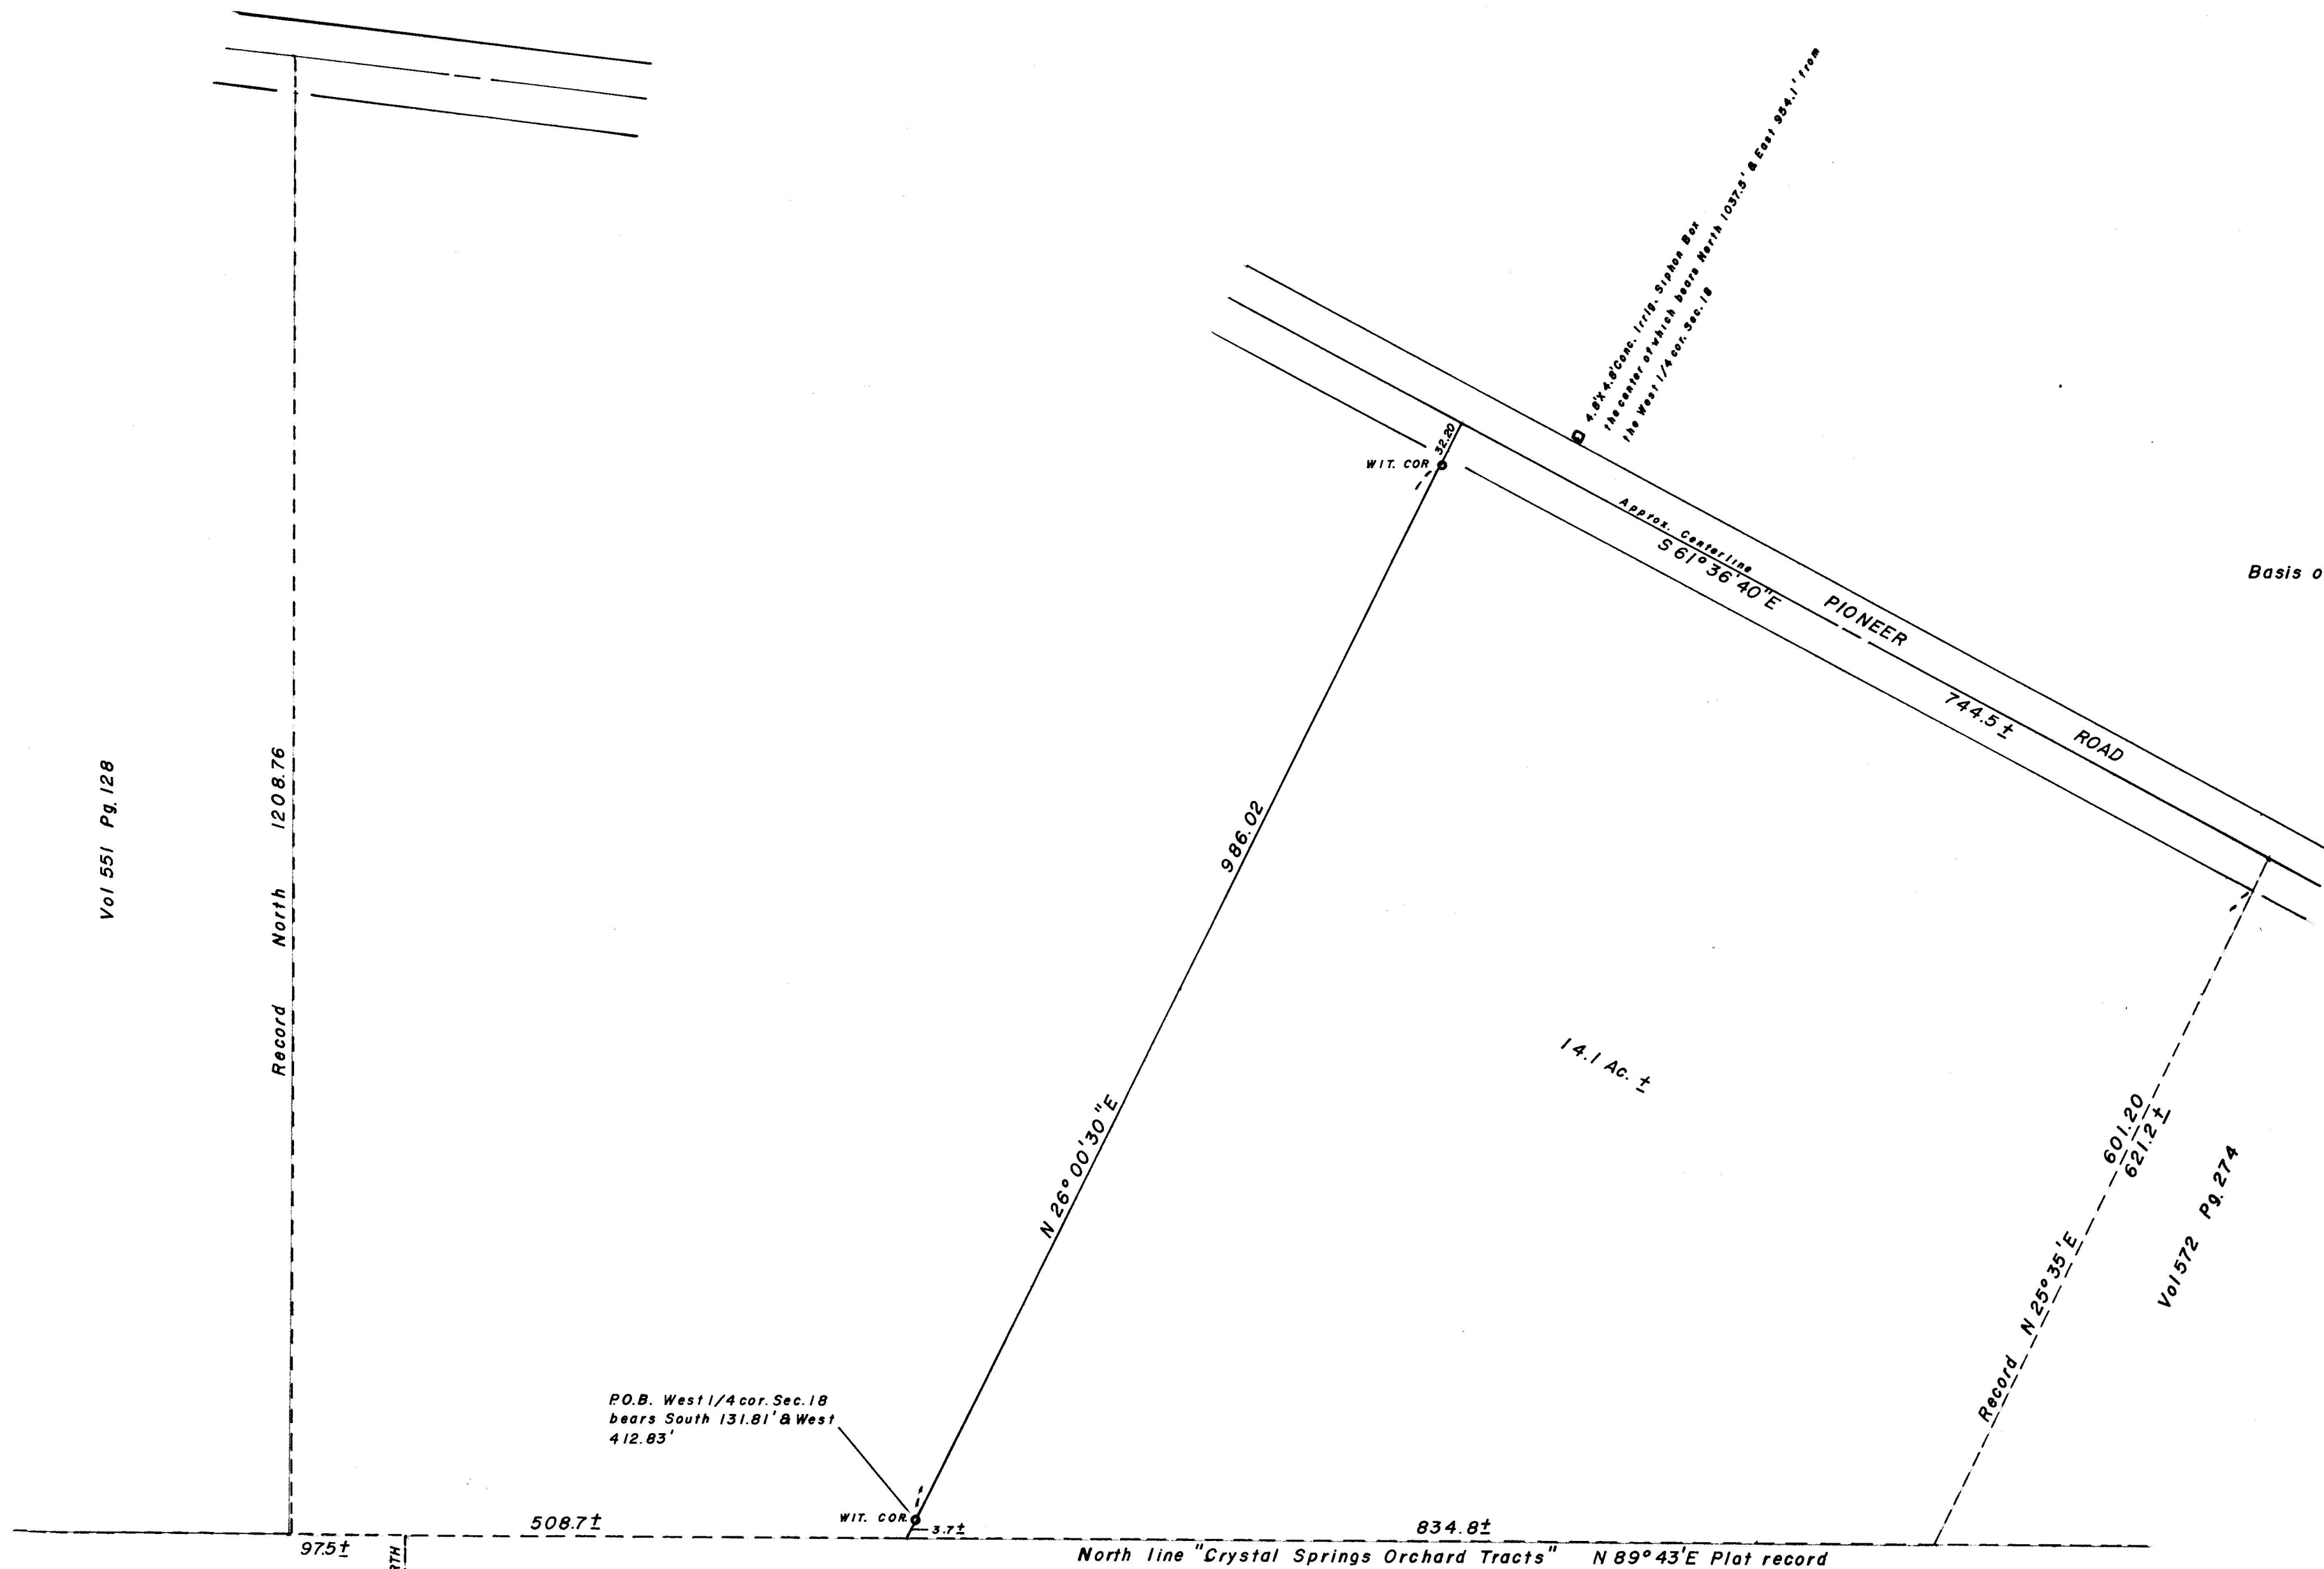 4.8'X 4.8'Conc. Irrig. Siphon Box
the center of which bears North 1037.5' & East 954.1' from
the West 1/4 cor. Sec. 18
32.20
WIT. COR
Approx. Centerline
S 61° 36' 40" E
PIONEER
ROAD
744.5 ±
Basis o
Vol 551 Pg. 128
Record North 1208.76
986.02
N 26° 00' 30" E
14.1 Ac. ±
601.20
621.2 ±
Record N 25° 35' E
Vol 572 Pg. 274
P.O.B. West 1/4 cor. Sec. 18
bears South 131.81' & West
412.83'
WIT. COR.
3.7±
508.7±
834.8±
97.5±
RTH
North line "Crystal Springs Orchard Tracts" N 89° 43' E Plat record